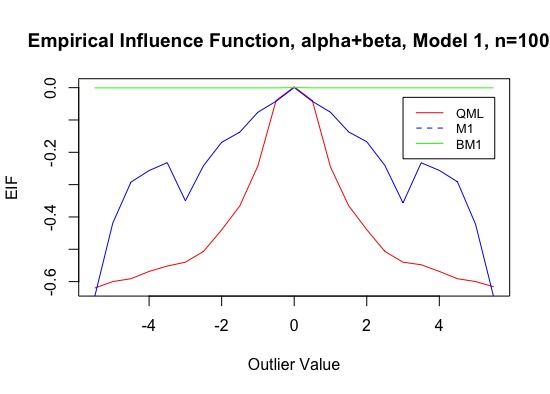 Empirical Influence Function, alpha+beta, Model 1, n=100
0.0
-0.2
-0.4
-0.6
EIF
QML
M1
BM1
-4 -2 0 2 4
Outlier Value